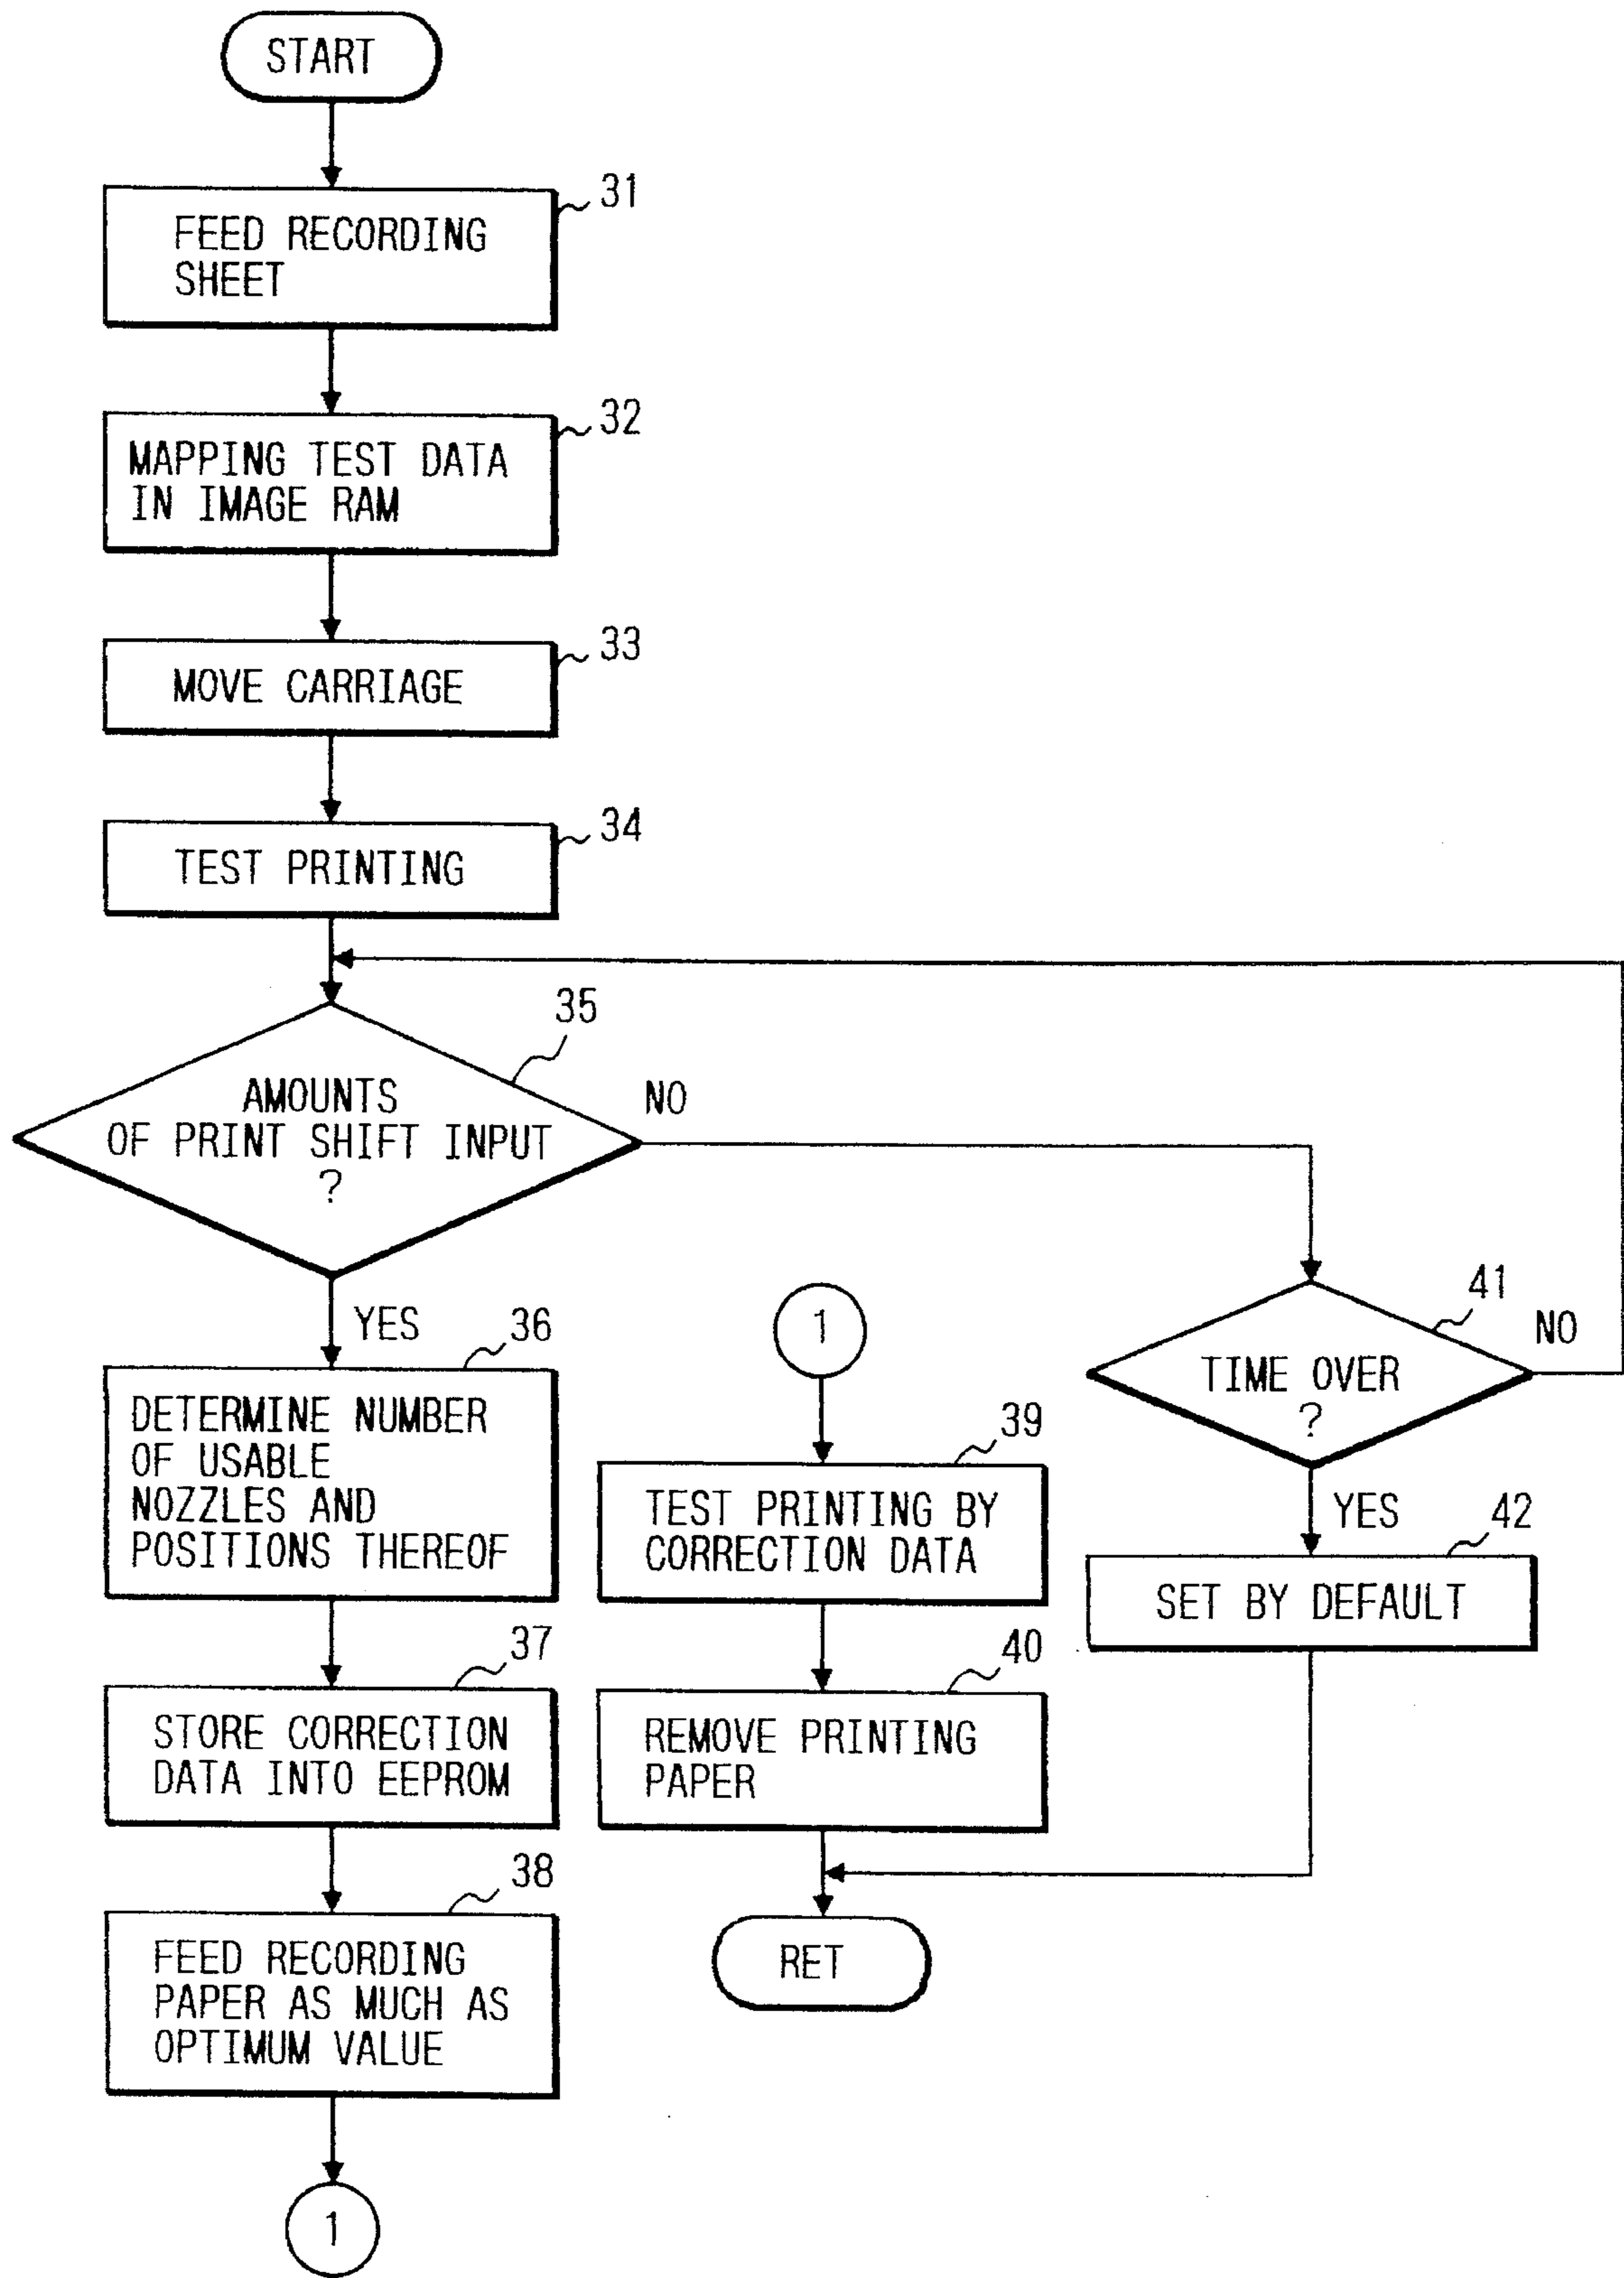 START
31
FEED RECORDING
SHEET
32
MAPPING TEST DATA
IN IMAGE RAM
33
MOVE CARRIAGE
34
TEST PRINTING
35
AMOUNTS
OF PRINT SHIFT INPUT
?
NO
YES
36
DETERMINE NUMBER
OF USABLE
NOZZLES AND
POSITIONS THEREOF
37
STORE CORRECTION
DATA INTO EEPROM
38
FEED RECORDING
PAPER AS MUCH AS
OPTIMUM VALUE
1
1
39
TEST PRINTING BY
CORRECTION DATA
40
REMOVE PRINTING
PAPER
RET
41
TIME OVER
?
NO
YES
42
SET BY DEFAULT